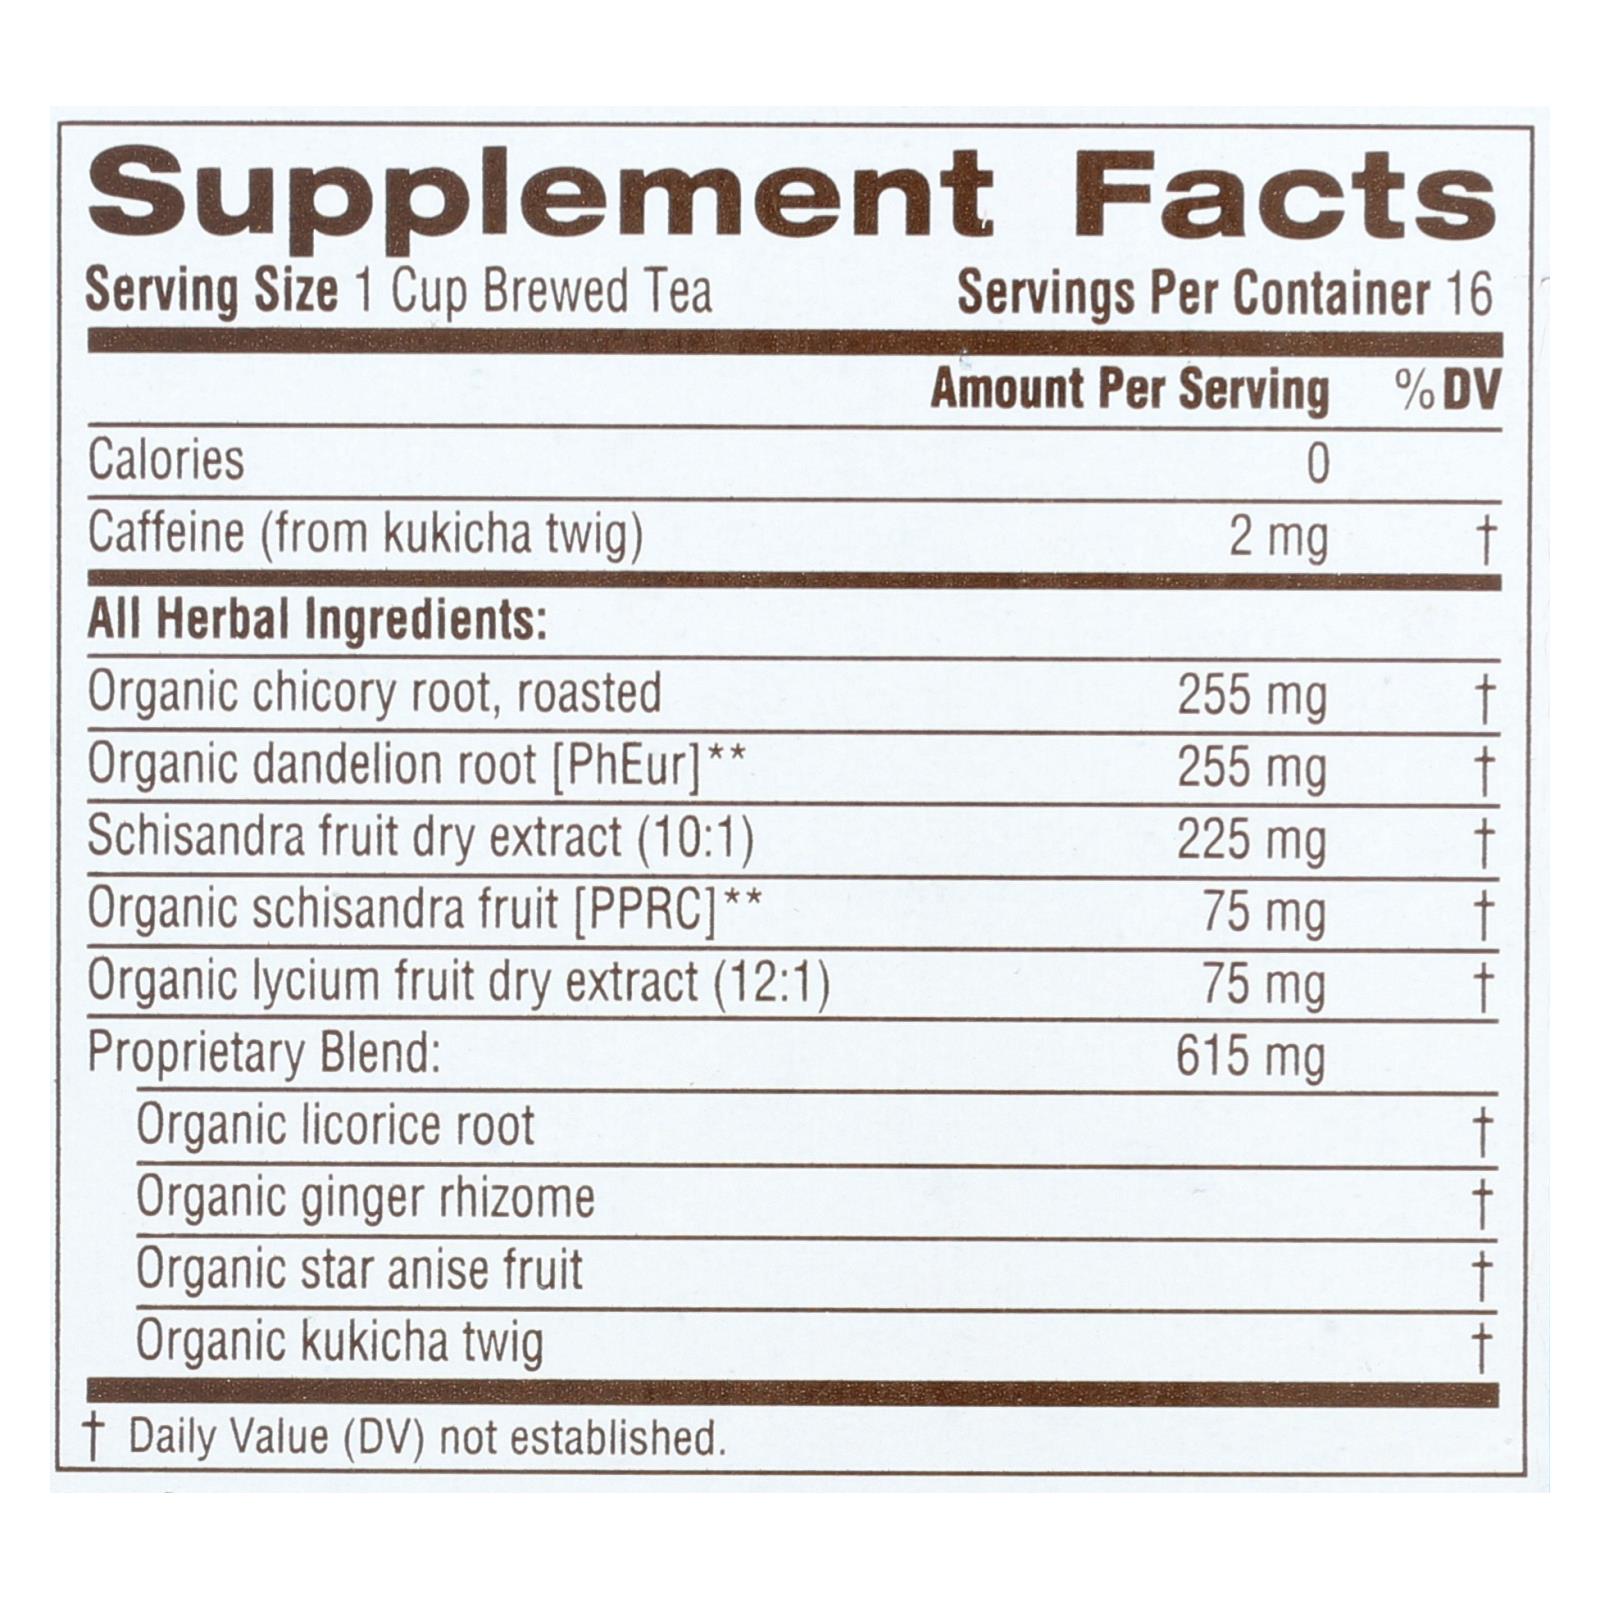 Supplement Facts
Serving Size 1 Cup Brewed Tea Servings Per Container 16
Amount Per Serving % DV
Calories 0
Caffeine (from kukicha twig) 2 mg †
All Herbal Ingredients:
Organic chicory root, roasted 255 mg †
Organic dandelion root [PhEur]** 255 mg †
Schisandra fruit dry extract (10:1) 225 mg †
Organic schisandra fruit [PPRC]** 75 mg †
Organic lycium fruit dry extract (12:1) 75 mg †
Proprietary Blend: 615 mg
Organic licorice root †
Organic ginger rhizome †
Organic star anise fruit †
Organic kukicha twig †
† Daily Value (DV) not established.